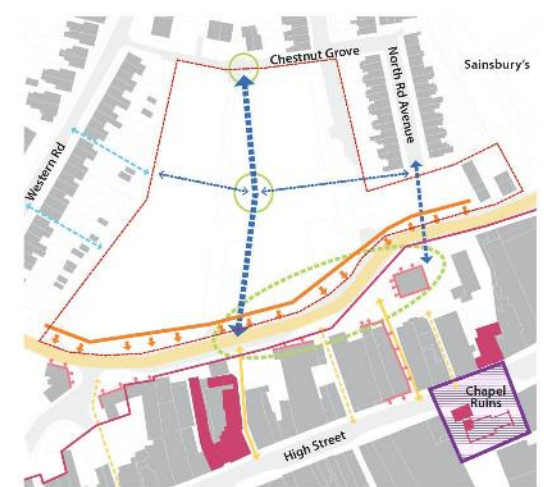 Chestnut Grove
North Rd Avenue
Sainsbury's
Western Rd
Chapel
Ruins
High Street